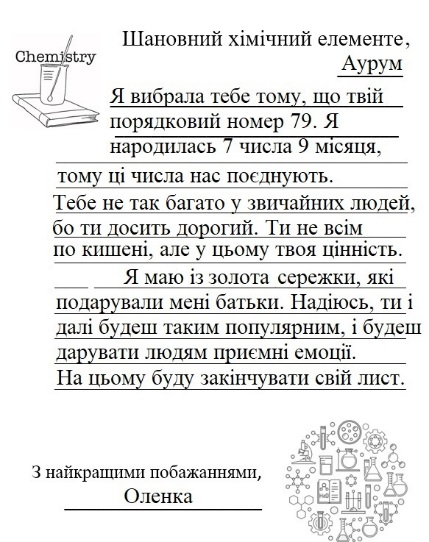 Chemistry
Шановний хімічний елементе,
Аурум
Я вибрала тебе тому, що твій
порядковий номер 79. Я
народилась 7 числа 9 місяця,
тому ці числа нас поєднують.
Тебе не так багато у звичайних людей,
бо ти досить дорогий. Ти не всім
по кишені, але у цьому твоя цінність.
Я маю із золота сережки, які
подарували мені батьки. Надіюсь, ти і
далі будеш таким популярним, і будеш
дарувати людям приємні емоції.
На цьому буду закінчувати свій лист.
З найкращими побажаннями,
Оленка